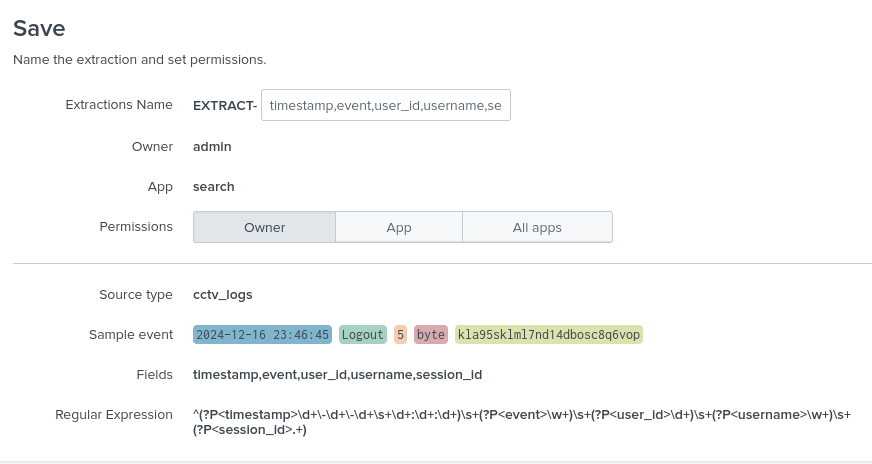 Save
Name the extraction and set permissions.
Extractions Name EXTRACT- timestamp,event,user_id,username,se
Owner admin
App search
Permissions Owner App All apps
Source type cctv_logs
Sample event 2024-12-16 23:46:45 Logout 5 byte kla95sklml7nd14dbosc8q6vop
Fields timestamp,event,user_id,username,session_id
Regular Expression ^(?P<timestamp>\d+\-\d+\-\d+\s+\d+:\d+:\d+)\s+(?P<event>\w+)\s+(?P<user_id>\d+)\s+(?P<username>\w+)\s+
(?P<session_id>.+)